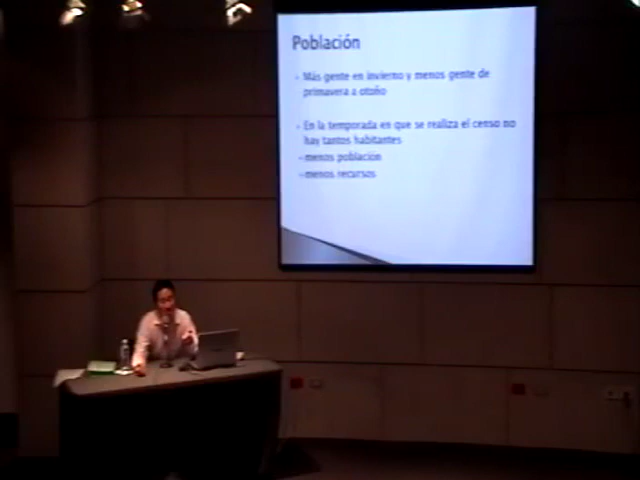 Población
Más gente en invierno y menos gente de
primavera a otoño
En la temporada en que se realiza el censo no
hay tantos habitantes
-menos población
-menos recursos